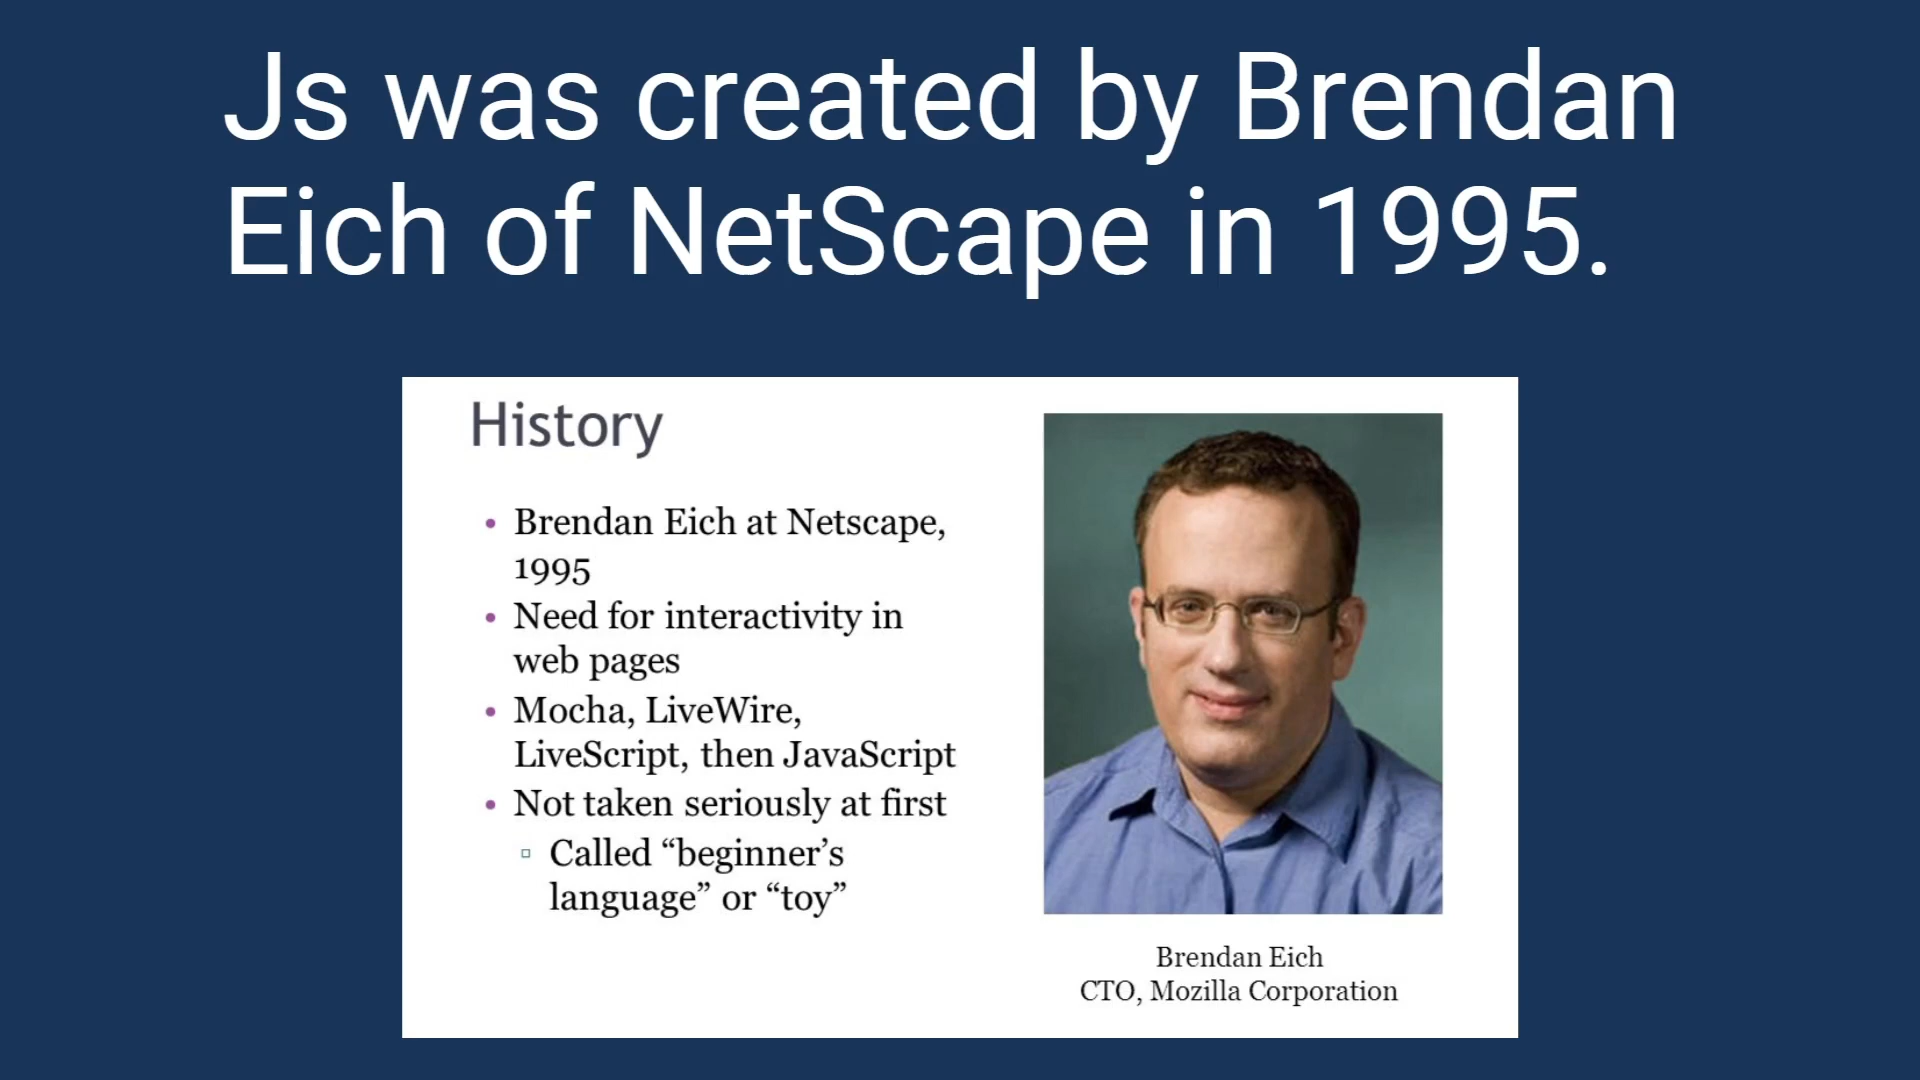 Js was created by Brendan
Eich of NetScape in 1995.
History
• Brendan Eich at Netscape,
1995
• Need for interactivity in
web pages
• Mocha, LiveWire,
LiveScript, then JavaScript
• Not taken seriously at first
▫ Called “beginner’s
language” or “toy”
Brendan Eich
CTO, Mozilla Corporation